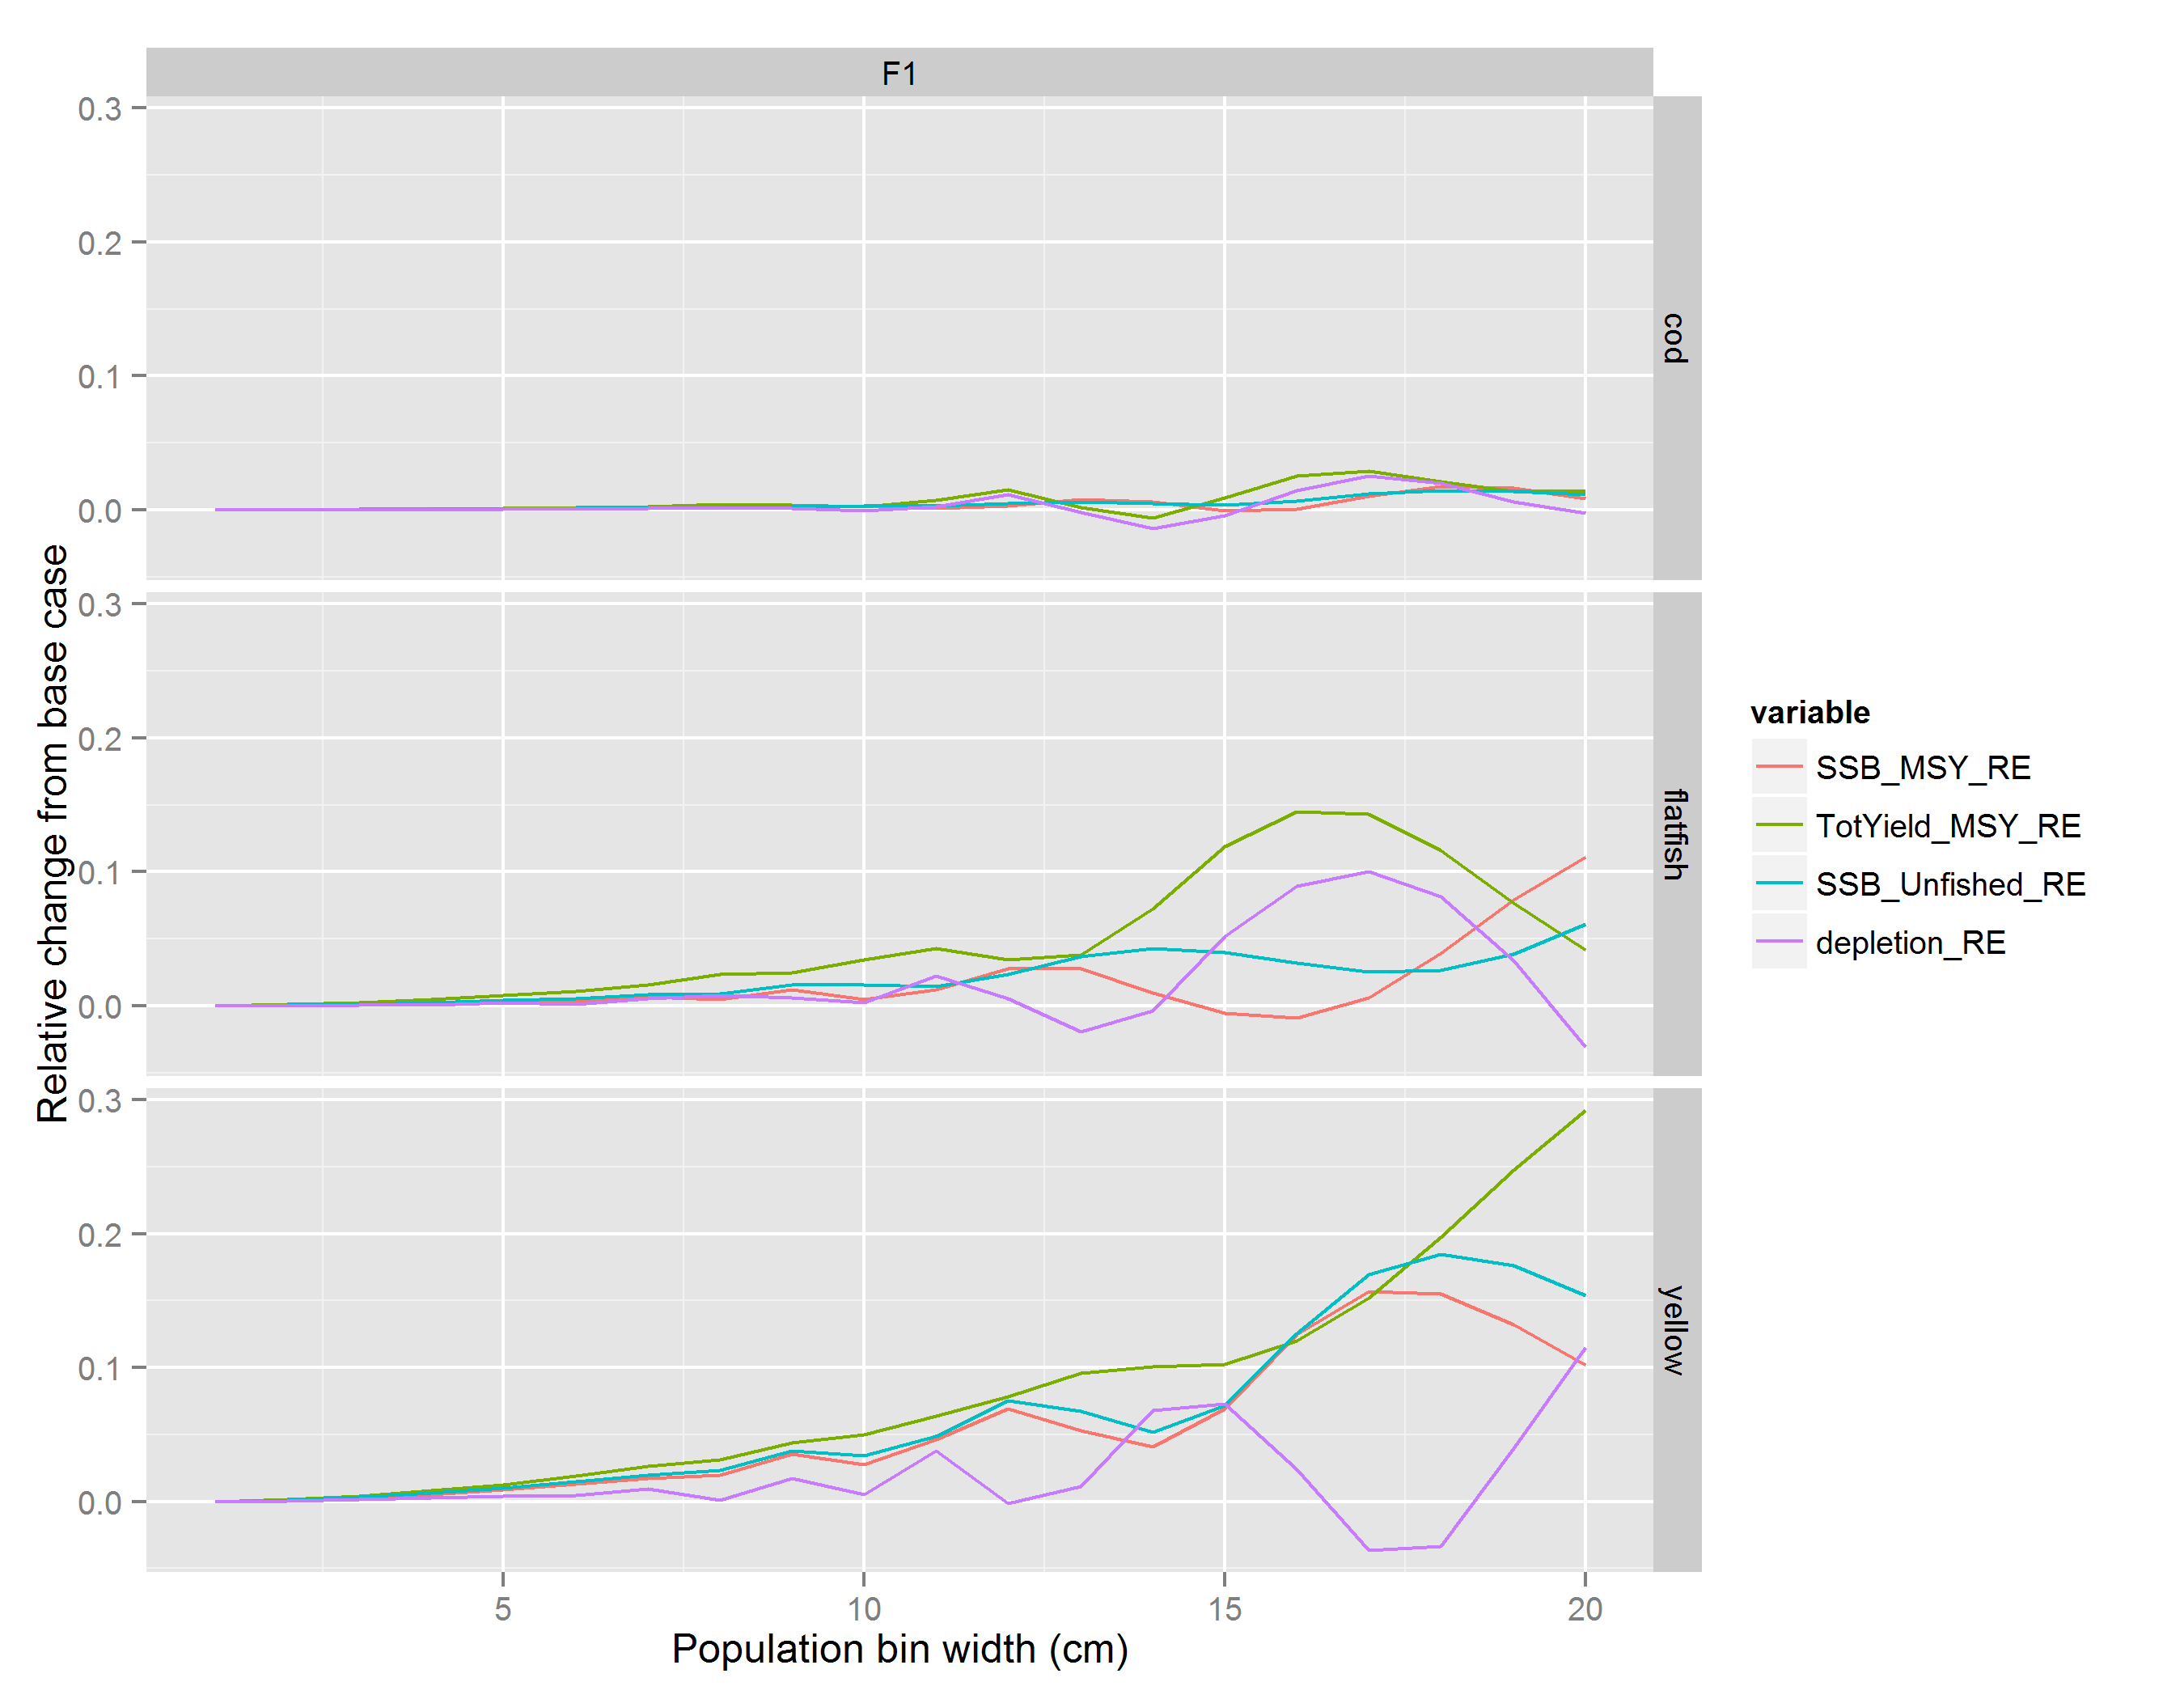 F1
0.3
0.2
0.1
0.0
cod
0.3
0.2
0.1
0.0
flatfish
0.3
0.2
0.1
0.0
yellow
5
10
15
20
Population bin width (cm)
Relative change from base case
variable
SSB_MSY_RE
TotYield_MSY_RE
SSB_Unfished_RE
depletion_RE